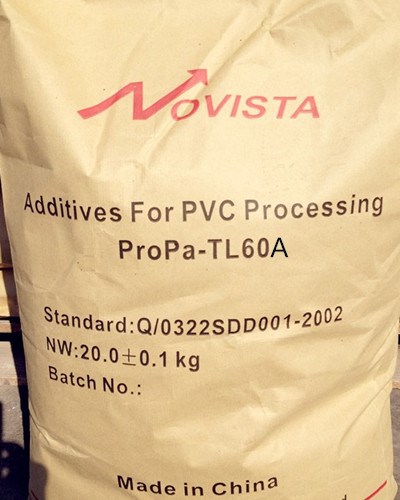 NOVISTA
Additives For PVC Processing
ProPa-TL60A
Standard:Q/0322SDD001-2002
NW:20.0±0.1 kg
Batch No.:
Made in China